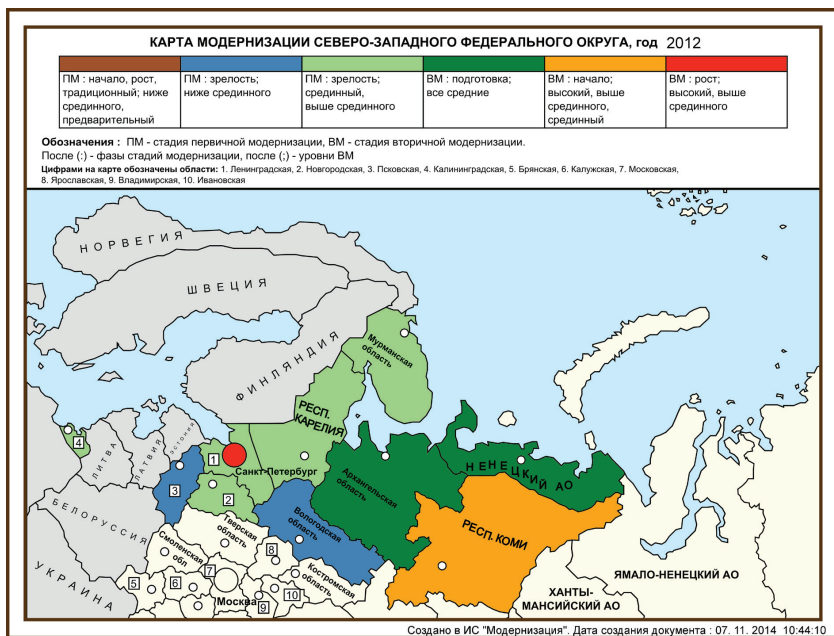 КАРТА МОДЕРНИЗАЦИИ СЕВЕРО-ЗАПАДНОГО ФЕДЕРАЛЬНОГО ОКРУГА, год 2012
ПМ : начало, рост,
традиционный; ниже
срединного,
предварительный
ПМ : зрелость;
ниже срединного
ПМ : зрелость;
срединный,
выше срединного
ВМ : подготовка;
все средние
ВМ : начало;
высокий, выше
срединного,
срединный
ВМ : рост;
высокий, выше
срединного
Обозначения : ПМ - стадия первичной модернизации, ВМ - стадия вторичной модернизации.
После (:) - фазы стадий модернизации, после (;) - уровни ВМ
Цифрами на карте обозначены области: 1. Ленинградская, 2. Новгородская, 3. Псковская, 4. Калининградская, 5. Брянская, 6. Калужская, 7. Московская,
8. Ярославская, 9. Владимирская, 10. Ивановская
НОРВЕГИЯ
ШВЕЦИЯ
ФИНЛЯНДИЯ
Мурманская
область
РЕСП.
КАРЕЛИЯ
4
ЛИТВА
ЛАТВИЯ
ЭСТОНИЯ
1
Санкт-Петербург
НЕНЕЦКИЙ АО
Архангельская
область
3
2
БЕЛОРУССИЯ
Вологодская
область
РЕСП. КОМИ
Тверская
область
Смоленская
обл
8
Костромская
область
7
5
6
10
9
Москва
УКРАИНА
ЯМАЛО-НЕНЕЦКИЙ АО
ХАНТЫ-
МАНСИЙСКИЙ АО
Создано в ИС "Модернизация". Дата создания документа : 07. 11. 2014 10:44:10